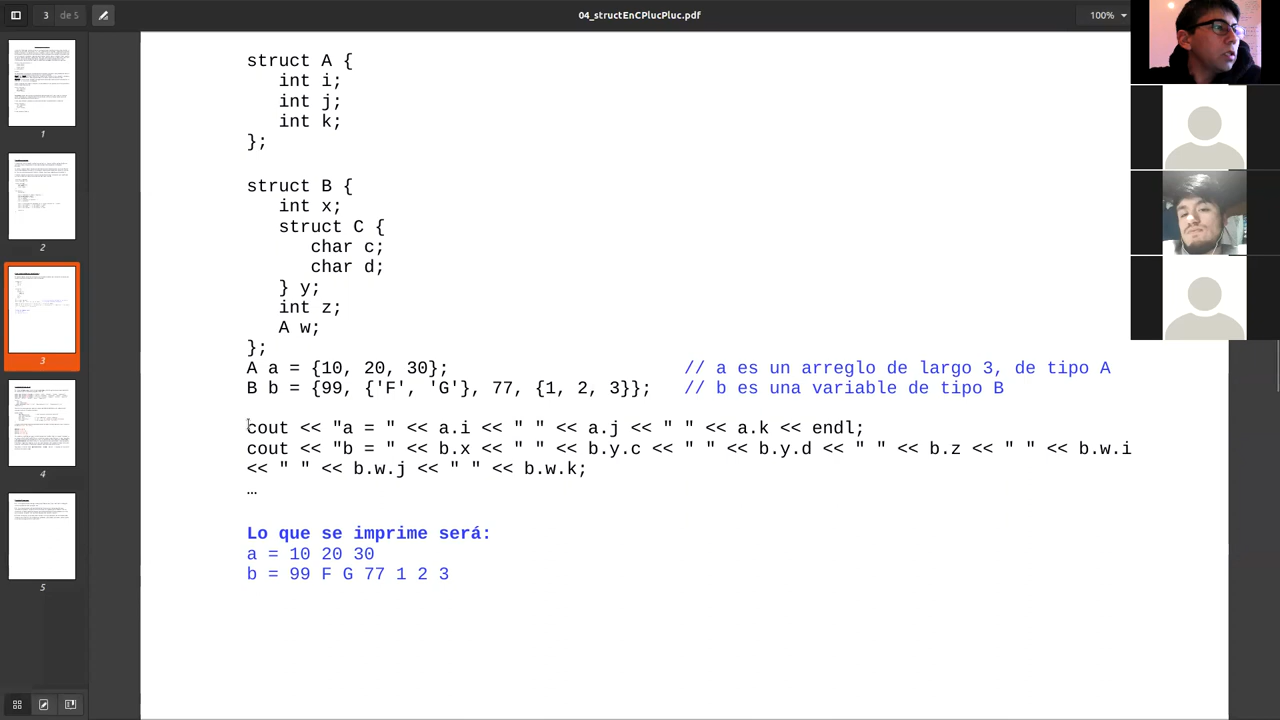 3 de 5
04_structEnCPlucPluc.pdf
100%
struct A {
int i;
int j;
int k;
};
struct B {
int x;
struct C {
char c;
char d;
} y;
int z;
A w;
};
A a = {10, 20, 30}; // a es un arreglo de largo 3, de tipo A
B b = {99, {'F', 'G'}, 77, {1, 2, 3}}; // b es una variable de tipo B
cout << "a = " << a.i << " " << a.j << " " << a.k << endl;
cout << "b = " << b.x << " " << b.y.c << " " << b.y.d << " " << b.z << " " << b.w.i
<< " " << b.w.j << " " << b.w.k;
…
Lo que se imprime será:
a = 10 20 30
b = 99 F G 77 1 2 3
1
2
3
4
5